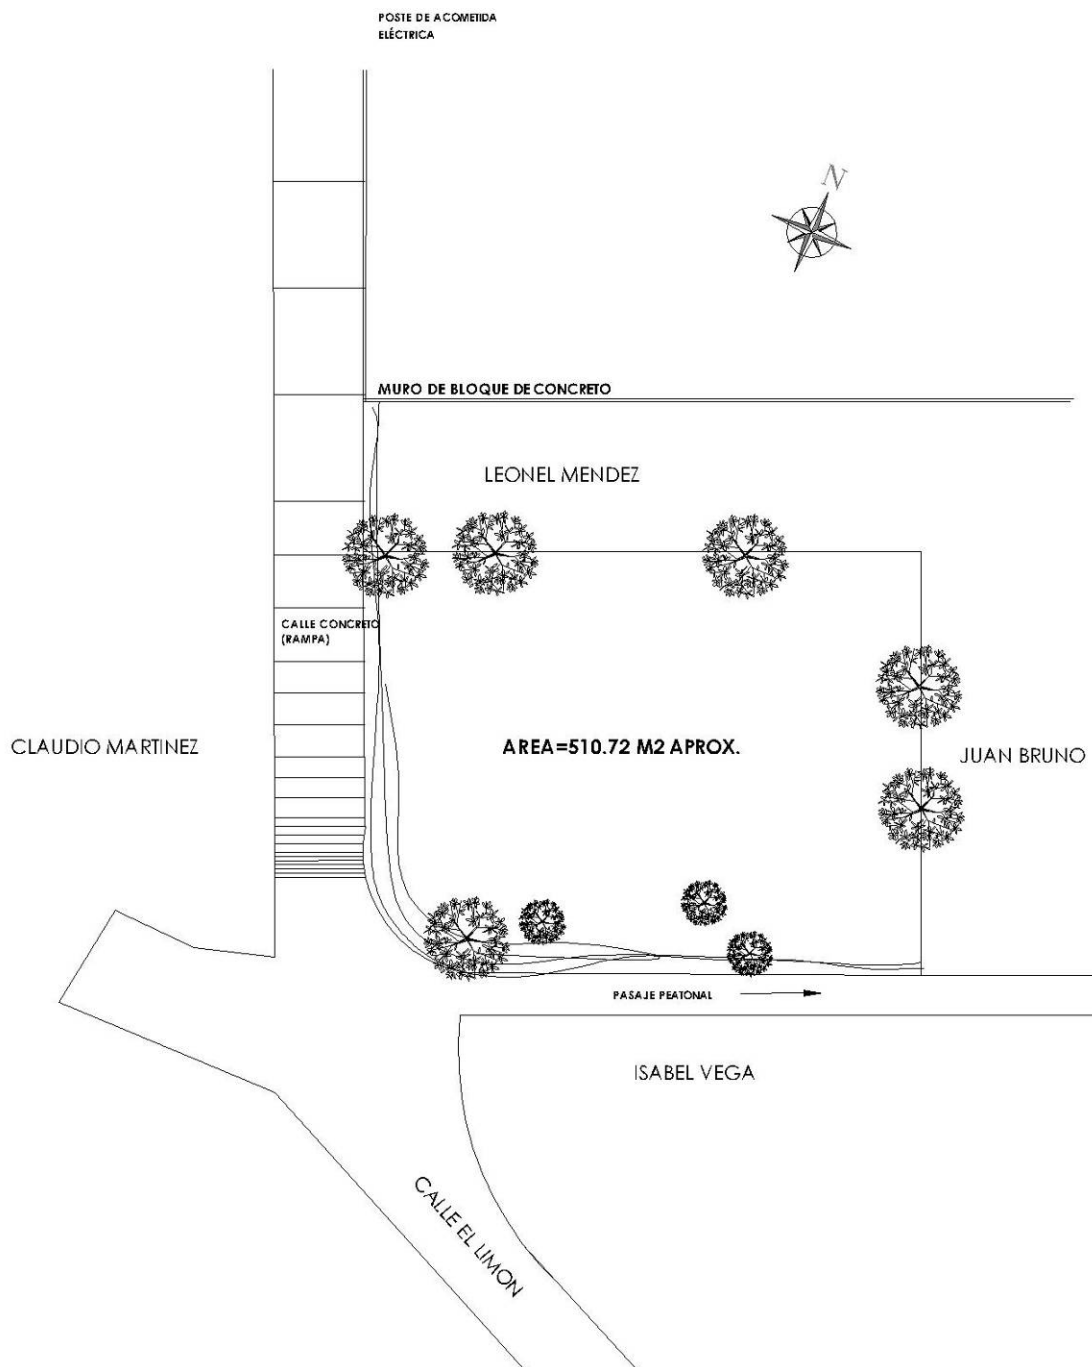 POSTE DE ACOMETIDA
ELÉCTRICA
N
MURO DE BLOQUE DE CONCRETO
LEONEL MENDEZ
CALLE CONCRETO
(RAMPA)
CLAUDIO MARTINEZ
AREA=510.72 M2 APROX.
JUAN BRUNO
PASAJE PEATONAL
ISABEL VEGA
CALLE EL LIMON